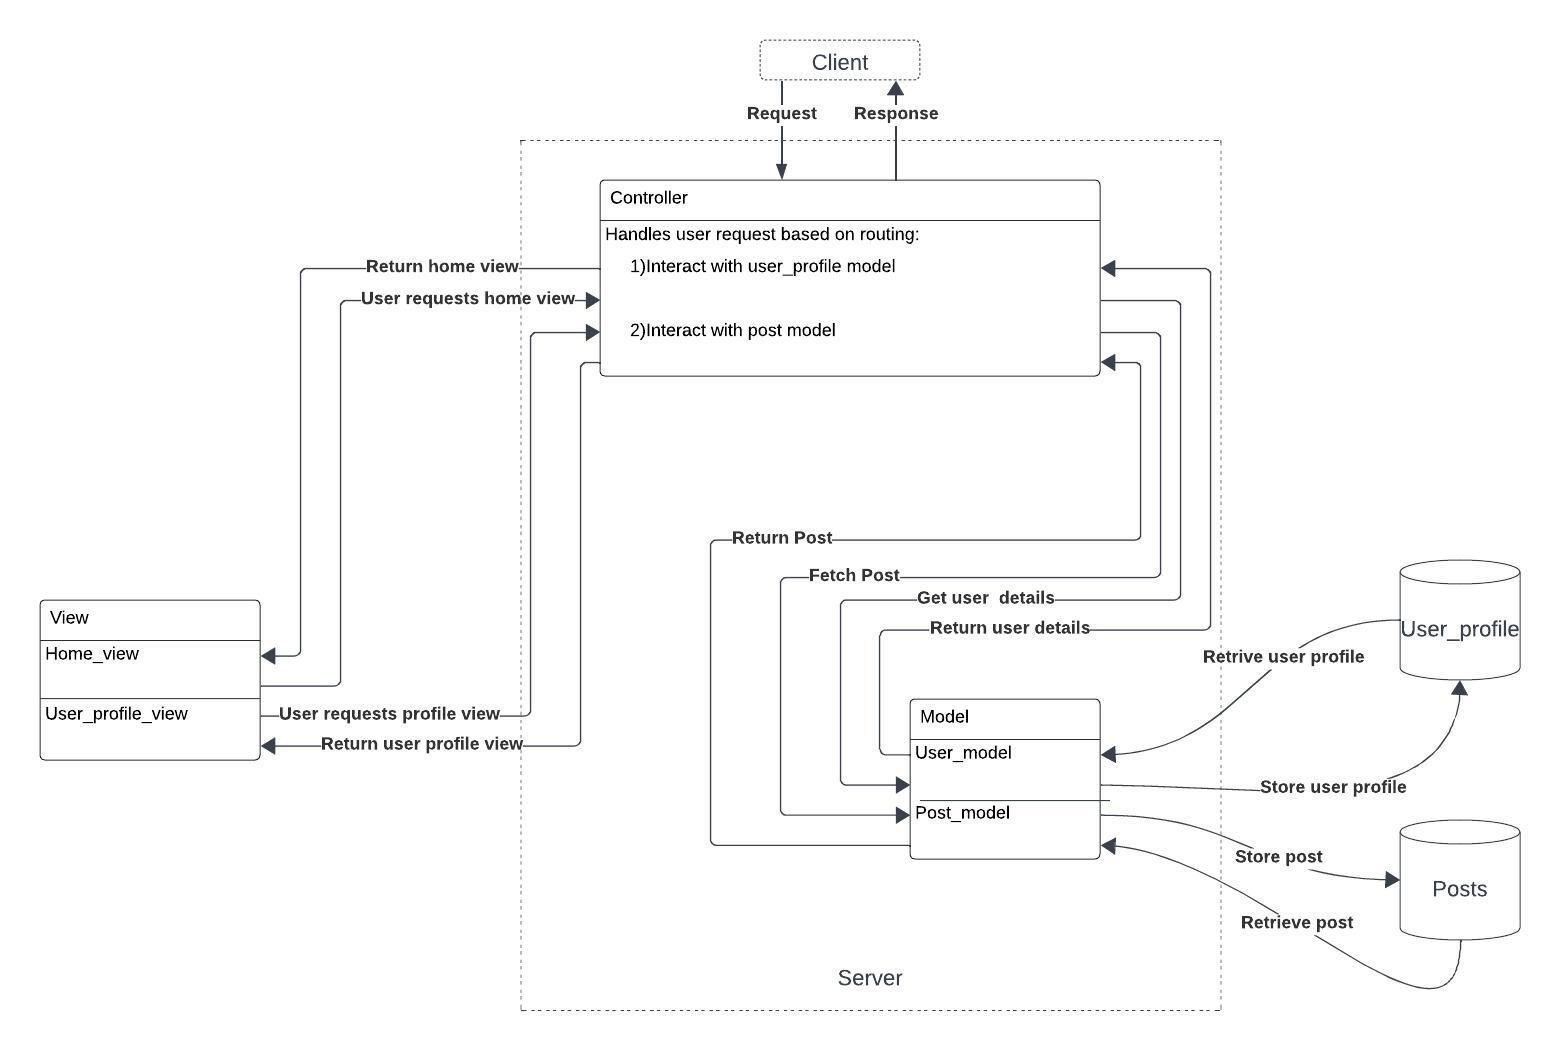 Client
Request
Response
Controller
Handles user request based on routing:
1)Interact with user_profile model
2)Interact with post model
Return home view
User requests home view
Return Post
Fetch Post
Get user  details
Return user details
View
Home_view
User_profile_view
User requests profile view
Return user profile view
Model
User_model
Post_model
User_profile
Retrive user profile
Store user profile
Store post
Posts
Retrieve post
Server